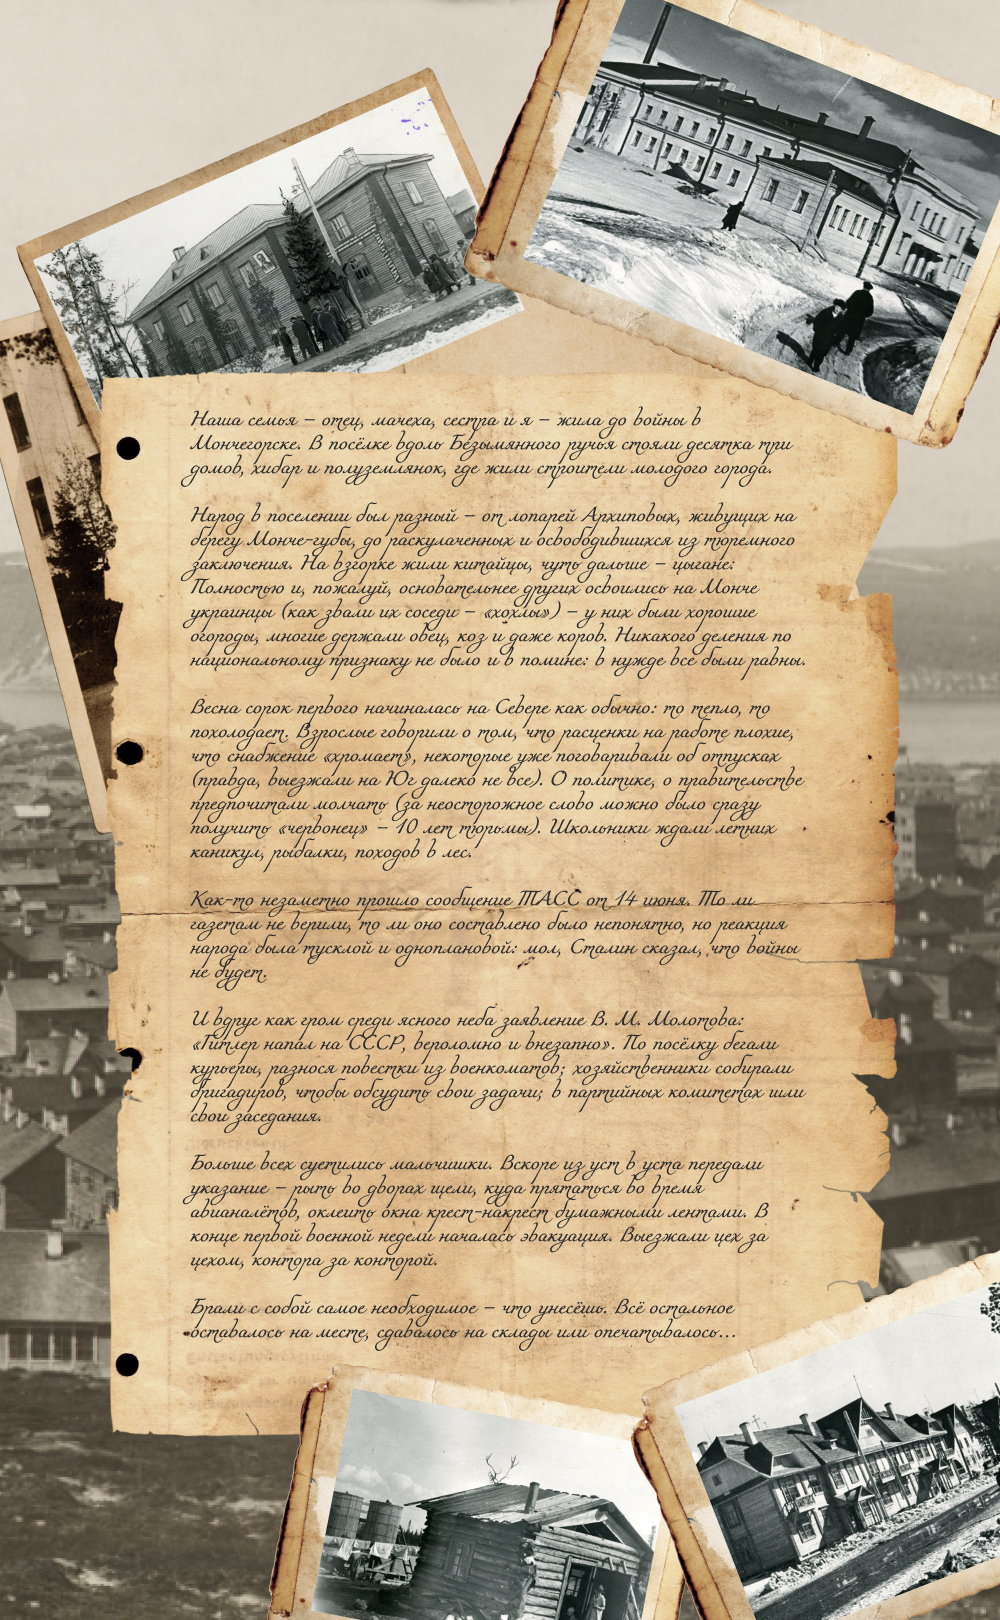 Наша семья – отец, мачеха, сестра и я – жила до войны в
Мончегорске. В посёлке вдоль Безымянного ручья стояли десятка три
домов, хибар и полуземлянок, где жили строители молодого города.
Народ в поселении был разный – от лопарей Архиповых, живущих на
берегу Монче-губы, до раскулаченных и освободившихся из тюремного
заключения. На взгорке жили китайцы, чуть дальше – цыгане:
Полностью и, пожалуй, основательнее других освоились на Монче
украинцы (как звали их соседи – «хохлы») – у них были хорошие
огороды, многие держали овец, коз и даже коров. Никакого деления по
национальному признаку не было и в помине: в нужде все были равны.
Весна сорок первого начиналась на Севере как обычно: то тепло, то
похолодает. Взрослые говорили о том, что расценки на работе плохие,
что снабжение «хромает», некоторые уже поговаривали об отпусках
(правда, выезжали на Юг далеко не все). О политике, о правительстве
предпочитали молчать (за неосторожное слово можно было сразу
получить «червонец» – 10 лет тюрьмы). Школьники ждали летних
каникул, рыбалки, походов в лес.
Как-то незаметно прошло сообщение ТАСС от 14 июня. То ли
газетам не верили, то ли оно составлено было непонятно, но реакция
народа была тусклой и одноплановой: мол, Сталин сказал, что войны
не будет.
И вдруг как гром среди ясного неба заявление В. М. Молотова:
«Гитлер напал на СССР, вероломно и внезапно». По посёлку бегали
курьеры, разнося повестки из военкоматов; хозяйственники собирали
бригадиров, чтобы обсудить свои задачи; в партийных комитетах шли
свои заседания.
Больше всех суетились мальчишки. Вскоре из уст в уста передали
указание – рыть во дворах щели, куда прятаться во время
авианалётов, оклеить окна крест-накрест бумажными лентами. В
конце первой военной недели началась эвакуация. Выезжали цех за
цехом, контора за конторой.
Брали с собой самое необходимое – что унесёшь. Всё остальное
оставалось на месте, сдавалось на склады или опечатывалось...